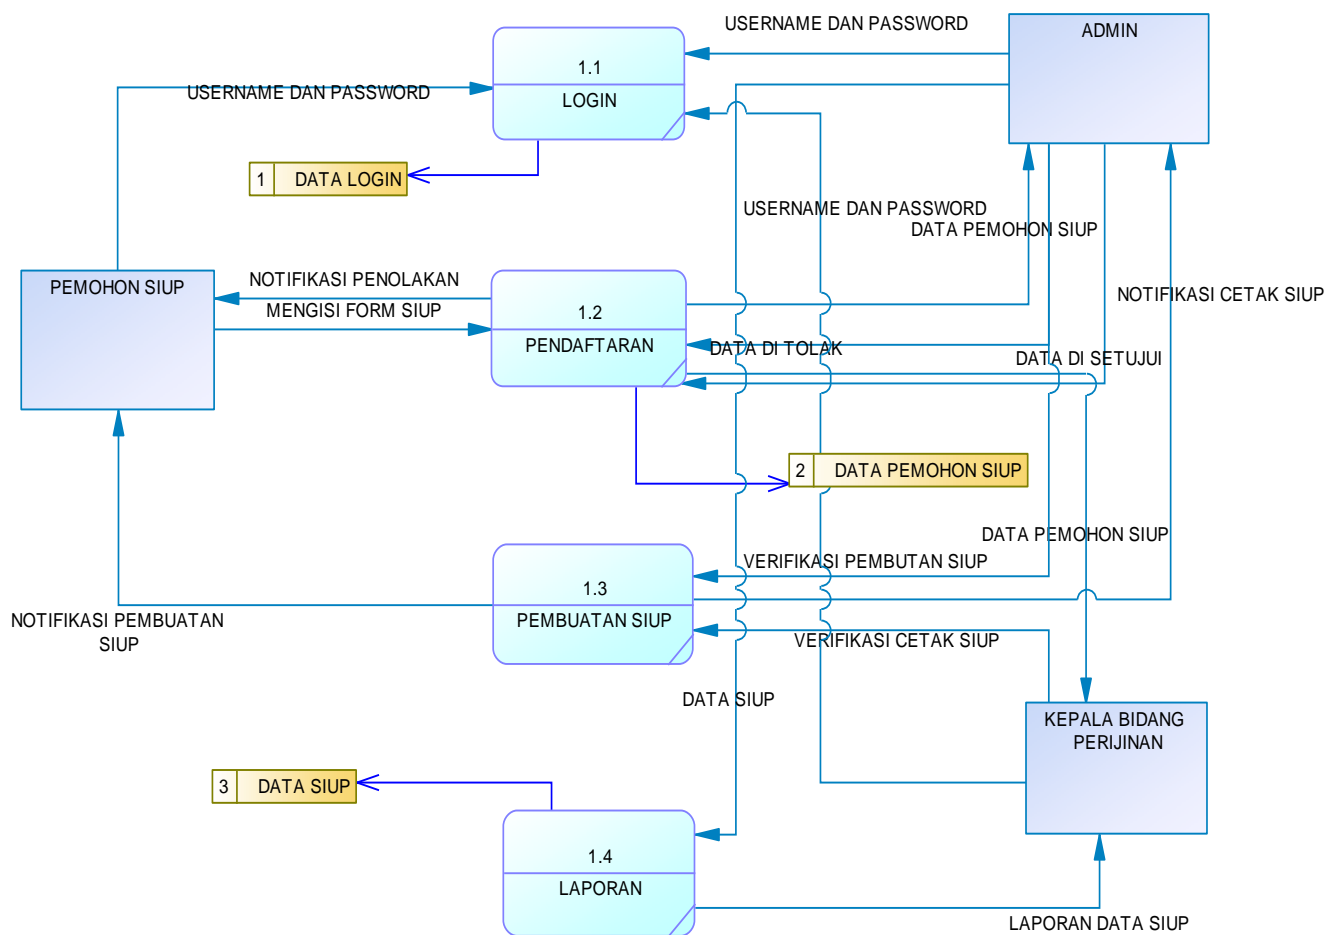 USERNAME DAN PASSWORD
ADMIN
1.1
LOGIN
USERNAME DAN PASSWORD
1 DATA LOGIN
USERNAME DAN PASSWORD
DATA PEMOHON SIUP
PEMOHON SIUP
NOTIFIKASI PENOLAKAN
MENGISI FORM SIUP
NOTIFIKASI CETAK SIUP
1.2
PENDAFTARAN
DATA DI TOLAK
DATA DI SETUJUI
2 DATA PEMOHON SIUP
DATA PEMOHON SIUP
VERIFIKASI PEMBUTAN SIUP
1.3
PEMBUATAN SIUP
NOTIFIKASI PEMBUATAN
SIUP
VERIFIKASI CETAK SIUP
DATA SIUP
KEPALA BIDANG
PERIJINAN
3 DATA SIUP
1.4
LAPORAN
LAPORAN DATA SIUP